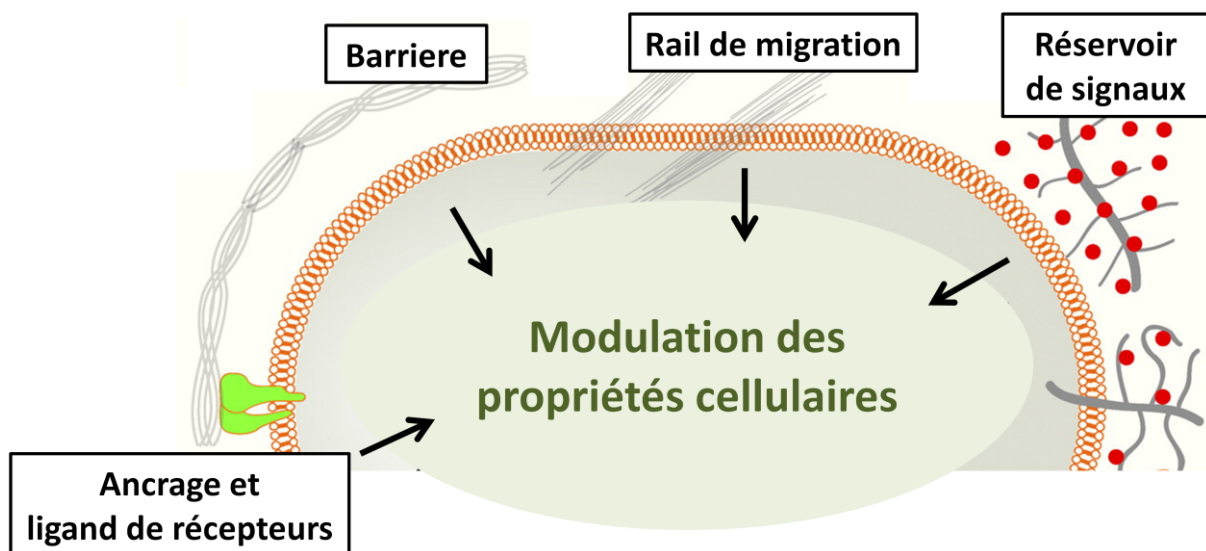 Barriere
Rail de migration
Réservoir
de signaux
Modulation des
propriétés cellulaires
Ancrage et
ligand de récepteurs